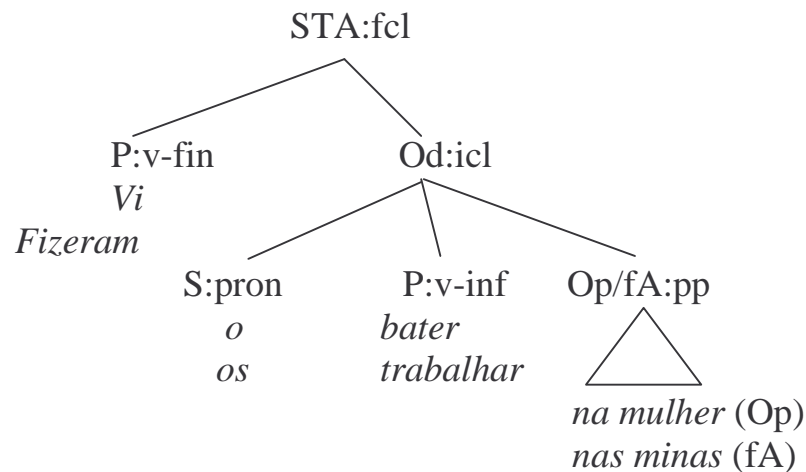 STA:fcl
P:v-fin Od:icl
Vi
Fizeram
S:pron P:v-inf Op/fA:pp
o bater
os trabalhar
na mulher (Op)
nas minas (fA)